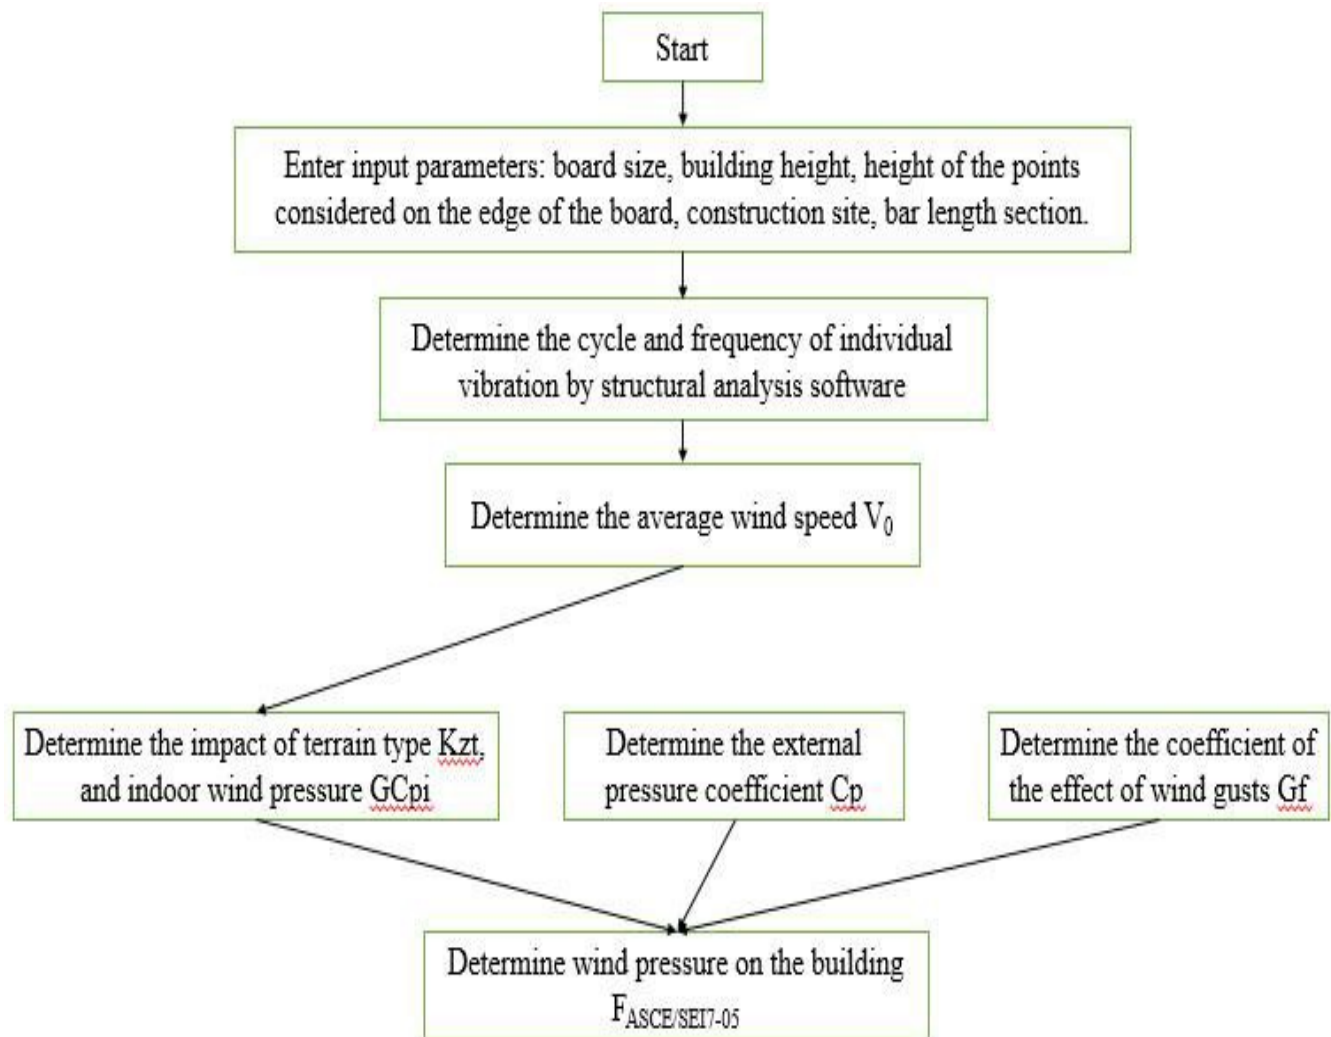 Start
Enter input parameters: board size, building height, height of the points
considered on the edge of the board, construction site, bar length section.
Determine the cycle and frequency of individual
vibration by structural analysis software
Determine the average wind speed V₀
Determine the impact of terrain type Kzt,
and indoor wind pressure GCpi
Determine the external
pressure coefficient Cp
Determine the coefficient of
the effect of wind gusts Gf
Determine wind pressure on the building
F_ASCE/SEI7-05